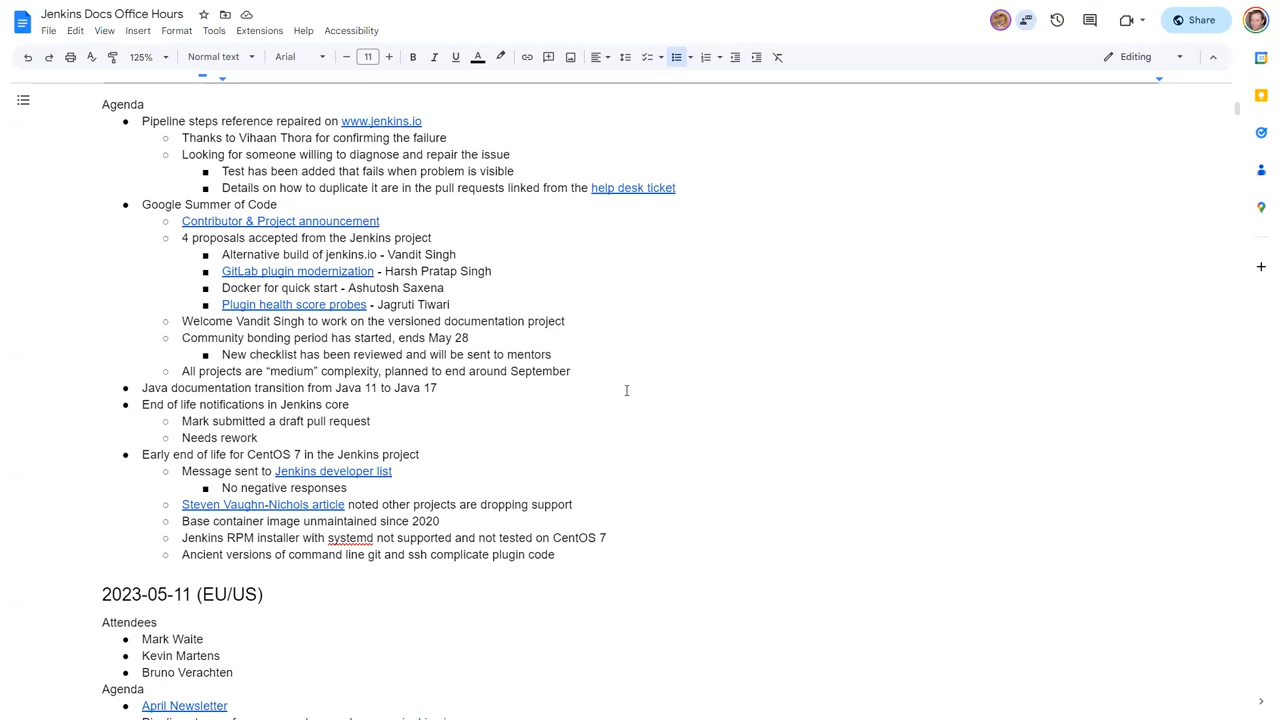 Jenkins Docs Office Hours
File Edit View Insert Format Tools Extensions Help Accessibility
Share
125% Normal text Arial 11 Editing
Agenda
Pipeline steps reference repaired on www.jenkins.io
Thanks to Vihaan Thora for confirming the failure
Looking for someone willing to diagnose and repair the issue
Test has been added that fails when problem is visible
Details on how to duplicate it are in the pull requests linked from the help desk ticket
Google Summer of Code
Contributor & Project announcement
4 proposals accepted from the Jenkins project
Alternative build of jenkins.io - Vandit Singh
GitLab plugin modernization - Harsh Pratap Singh
Docker for quick start - Ashutosh Saxena
Plugin health score probes - Jagruti Tiwari
Welcome Vandit Singh to work on the versioned documentation project
Community bonding period has started, ends May 28
New checklist has been reviewed and will be sent to mentors
All projects are “medium” complexity, planned to end around September
Java documentation transition from Java 11 to Java 17
End of life notifications in Jenkins core
Mark submitted a draft pull request
Needs rework
Early end of life for CentOS 7 in the Jenkins project
Message sent to Jenkins developer list
No negative responses
Steven Vaughn-Nichols article noted other projects are dropping support
Base container image unmaintained since 2020
Jenkins RPM installer with systemd not supported and not tested on CentOS 7
Ancient versions of command line git and ssh complicate plugin code
2023-05-11 (EU/US)
Attendees
Mark Waite
Kevin Martens
Bruno Verachten
Agenda
April Newsletter